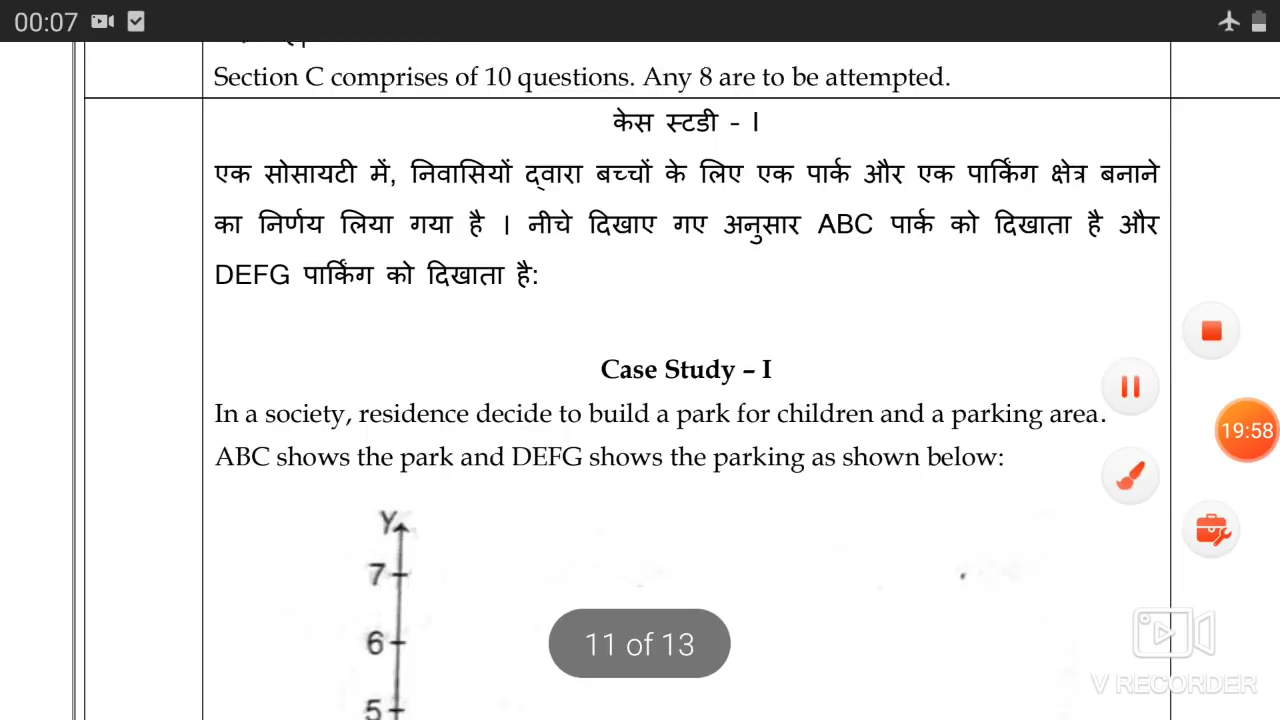 00:07
Section C comprises of 10 questions. Any 8 are to be attempted.
केस स्टडी - I
एक सोसायटी में, निवासियों द्वारा बच्चों के लिए एक पार्क और एक पार्किंग क्षेत्र बनाने
का निर्णय लिया गया है । नीचे दिखाए गए अनुसार ABC पार्क को दिखाता है और
DEFG पार्किंग को दिखाता है:
Case Study – I
In a society, residence decide to build a park for children and a parking area.
ABC shows the park and DEFG shows the parking as shown below:
19:58
Y
7
6
5
11 of 13
V RECORDER